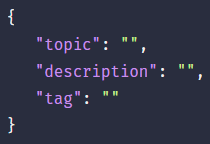 {
"topic": "",
"description": "",
"tag": ""
}